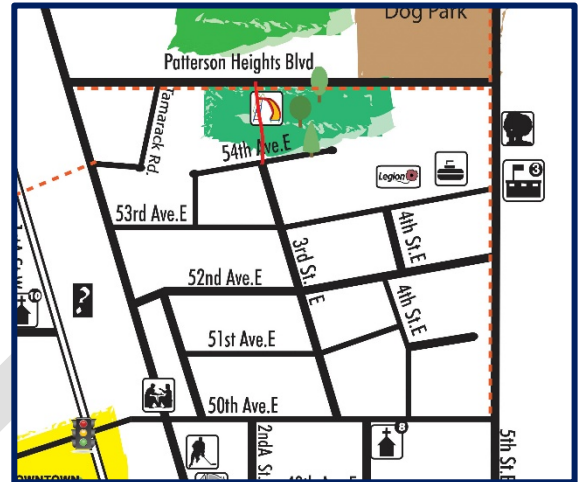 Dog Park
Patterson Heights Blvd
Tamarack Rd.
54th Ave.E
Legion
3
53rd Ave.E
3rd St. E
4th St.E
52nd Ave.E
10
?
4th St.E
51st Ave.E
50th Ave.E
8
2ndA St.
5th St.E
DOWNTOWN